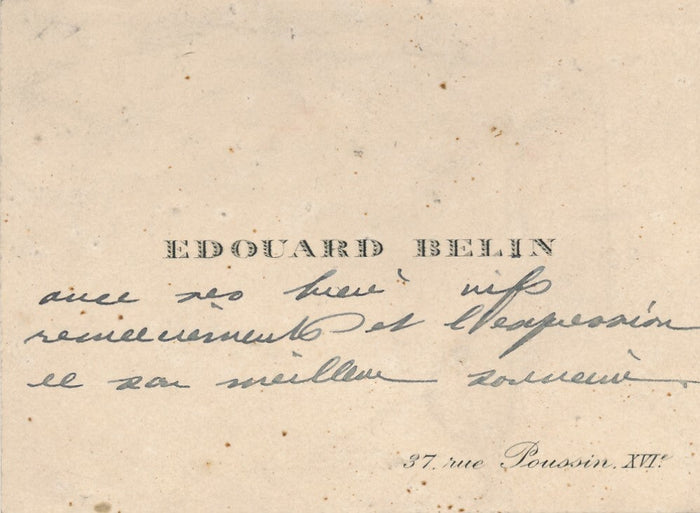 EDOUARD BELIN
avec ses bien vifs
remerciements et l'expression
de son meilleur souvenir.
37, rue Poussin. XVIᵉ